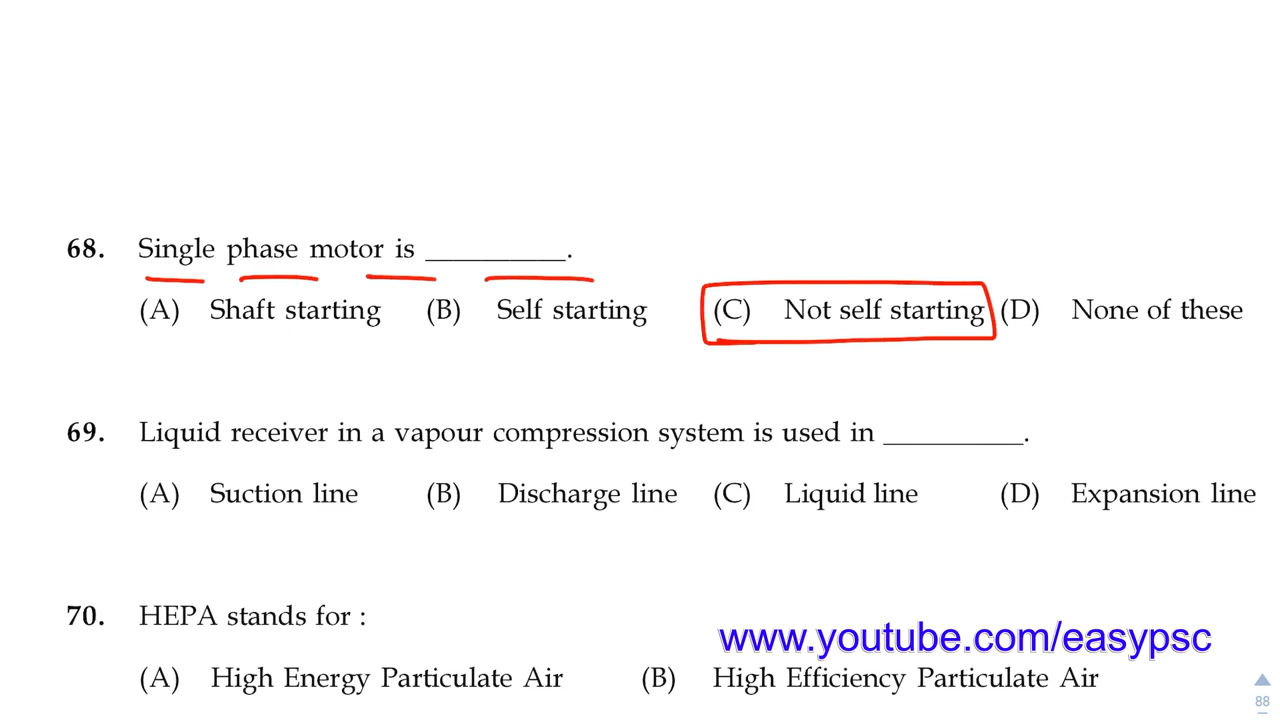 68. Single phase motor is __________.
(A) Shaft starting (B) Self starting (C) Not self starting (D) None of these
69. Liquid receiver in a vapour compression system is used in __________.
(A) Suction line (B) Discharge line (C) Liquid line (D) Expansion line
70. HEPA stands for :
www.youtube.com/easypsc
(A) High Energy Particulate Air (B) High Efficiency Particulate Air
88